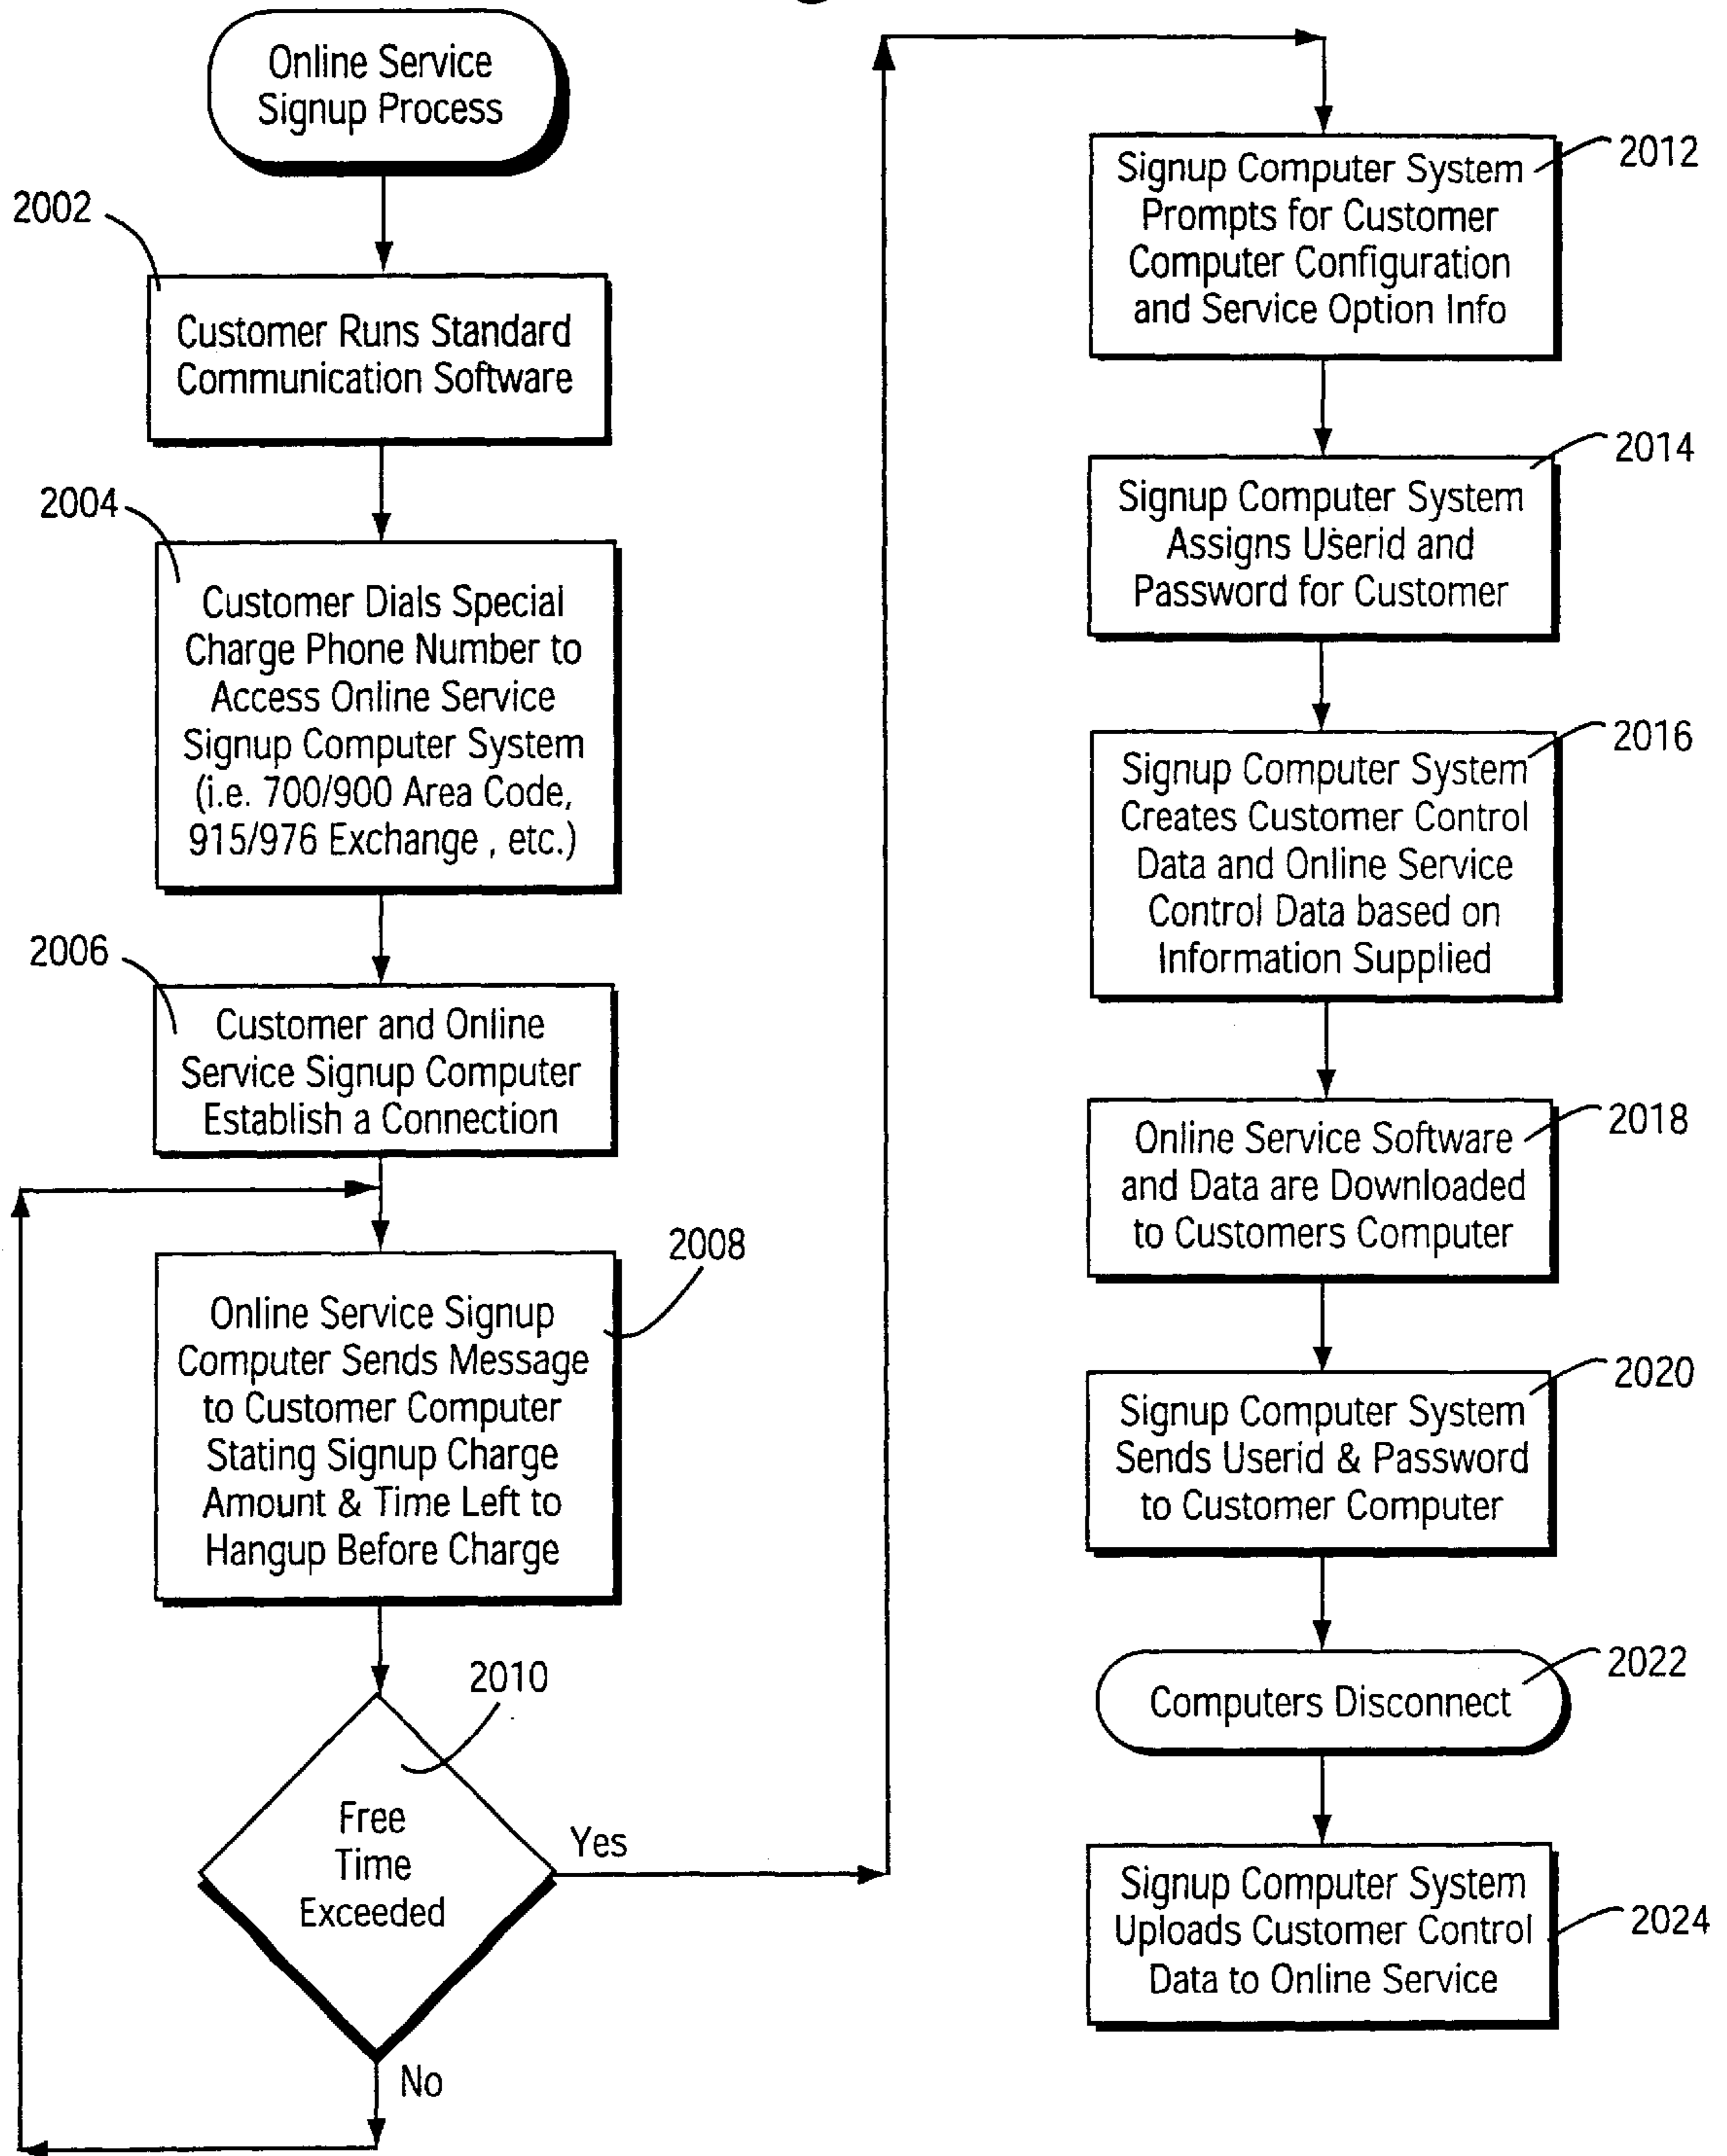 Online Service
Signup Process
2002
Customer Runs Standard
Communication Software
2004
Customer Dials Special
Charge Phone Number to
Access Online Service
Signup Computer System
(i.e. 700/900 Area Code,
915/976 Exchange , etc.)
2006
Customer and Online
Service Signup Computer
Establish a Connection
2008
Online Service Signup
Computer Sends Message
to Customer Computer
Stating Signup Charge
Amount & Time Left to
Hangup Before Charge
2010
Free
Time
Exceeded
Yes
No
2012
Signup Computer System
Prompts for Customer
Computer Configuration
and Service Option Info
2014
Signup Computer System
Assigns Userid and
Password for Customer
2016
Signup Computer System
Creates Customer Control
Data and Online Service
Control Data based on
Information Supplied
2018
Online Service Software
and Data are Downloaded
to Customers Computer
2020
Signup Computer System
Sends Userid & Password
to Customer Computer
2022
Computers Disconnect
2024
Signup Computer System
Uploads Customer Control
Data to Online Service